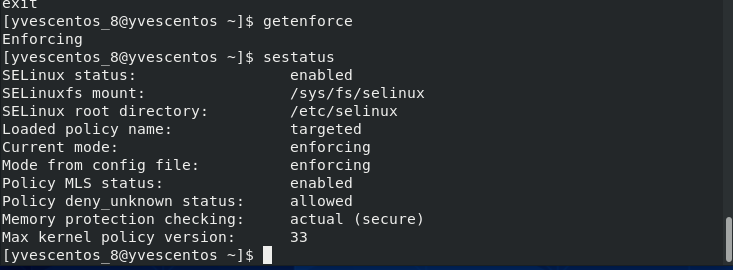 exit
[yvescentos_8@yvescentos ~]$ getenforce
Enforcing
[yvescentos_8@yvescentos ~]$ sestatus
SELinux status:                 enabled
SELinuxfs mount:                /sys/fs/selinux
SELinux root directory:         /etc/selinux
Loaded policy name:             targeted
Current mode:                   enforcing
Mode from config file:          enforcing
Policy MLS status:              enabled
Policy deny_unknown status:     allowed
Memory protection checking:     actual (secure)
Max kernel policy version:      33
[yvescentos_8@yvescentos ~]$